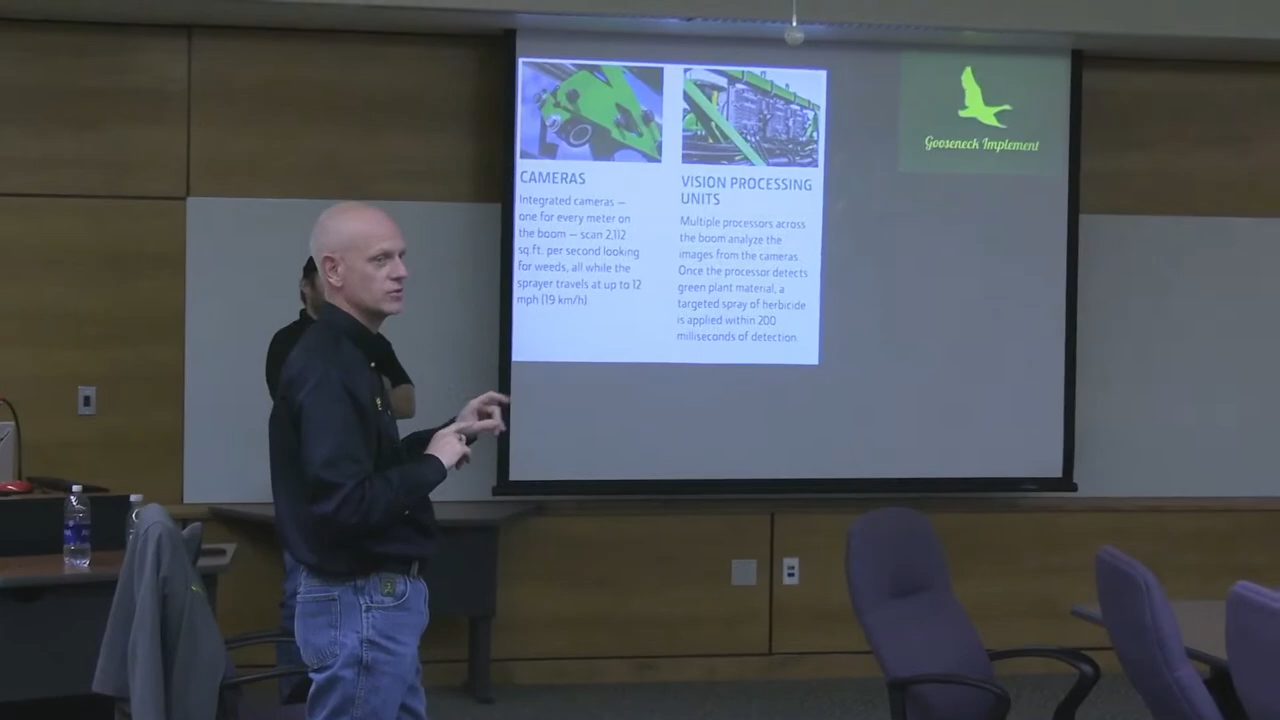 CAMERAS
Integrated cameras —
one for every meter on
the boom — scan 2,112
sq.ft. per second looking
for weeds, all while the
sprayer travels at up to 12
mph (19 km/h)
VISION PROCESSING
UNITS
Multiple processors across
the boom analyze the
images from the cameras.
Once the processor detects
green plant material, a
targeted spray of herbicide
is applied within 200
milliseconds of detection
Gooseneck Implement